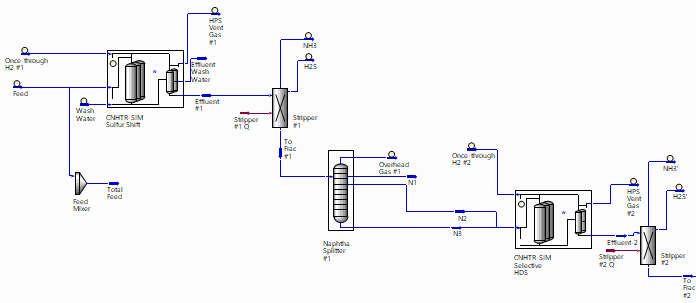 HPS
Vent
Gas
#1
Once-through
H2 #1
NH3
H2S
Effluent
Wash
Water
Feed
Wash
Water
CNHTR-SIM
Sulfur Shift
Effluent
#1
Stripper
#1 Q
Stripper
#1
To
Frac
#1
Once-through
H2 #2
Overhead
Gas #1
NH3'
N1
HPS
Vent
Gas
#2
H2S'
Feed
Mixer
Total
Feed
N2
N3
Naphtha
Splitter
#1
Effluent 2
CNHTR-SIM
Selective
HDS
Stripper
#2 Q
Stripper
#2
To
Frac
#2